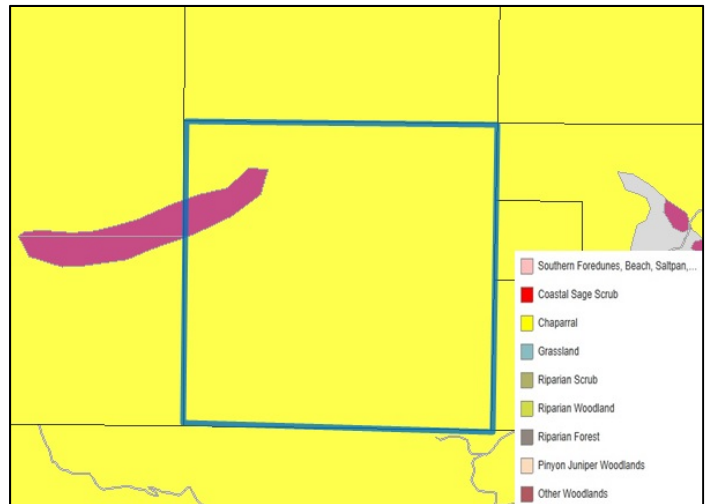 Southern Foredunes, Beach, Saltpan,...
Coastal Sage Scrub
Chaparral
Grassland
Riparian Scrub
Riparian Woodland
Riparian Forest
Pinyon Juniper Woodlands
Other Woodlands